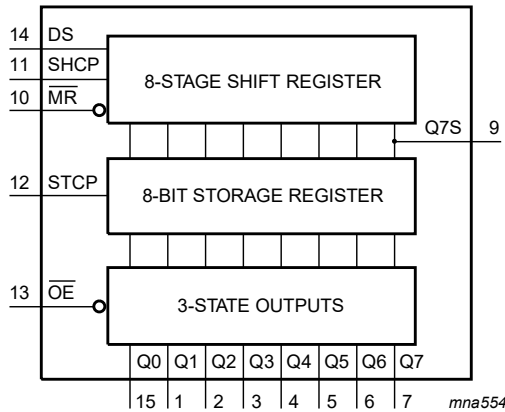 14 DS
11 SHCP
10 MR
8-STAGE SHIFT REGISTER
Q7S 9
12 STCP
8-BIT STORAGE REGISTER
13 OE
3-STATE OUTPUTS
Q0 Q1 Q2 Q3 Q4 Q5 Q6 Q7
15 1 2 3 4 5 6 7
mna554